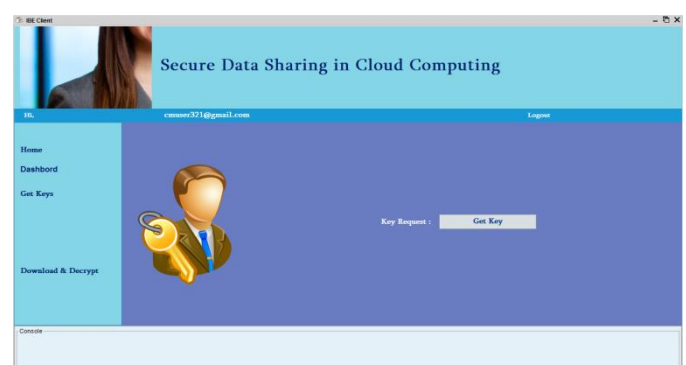 IBE Client
Secure Data Sharing in Cloud Computing
Hi, cmuser321@gmail.com Logout
Home
Dashbord
Get Keys
Key Request : Get Key
Download & Decrypt
Console